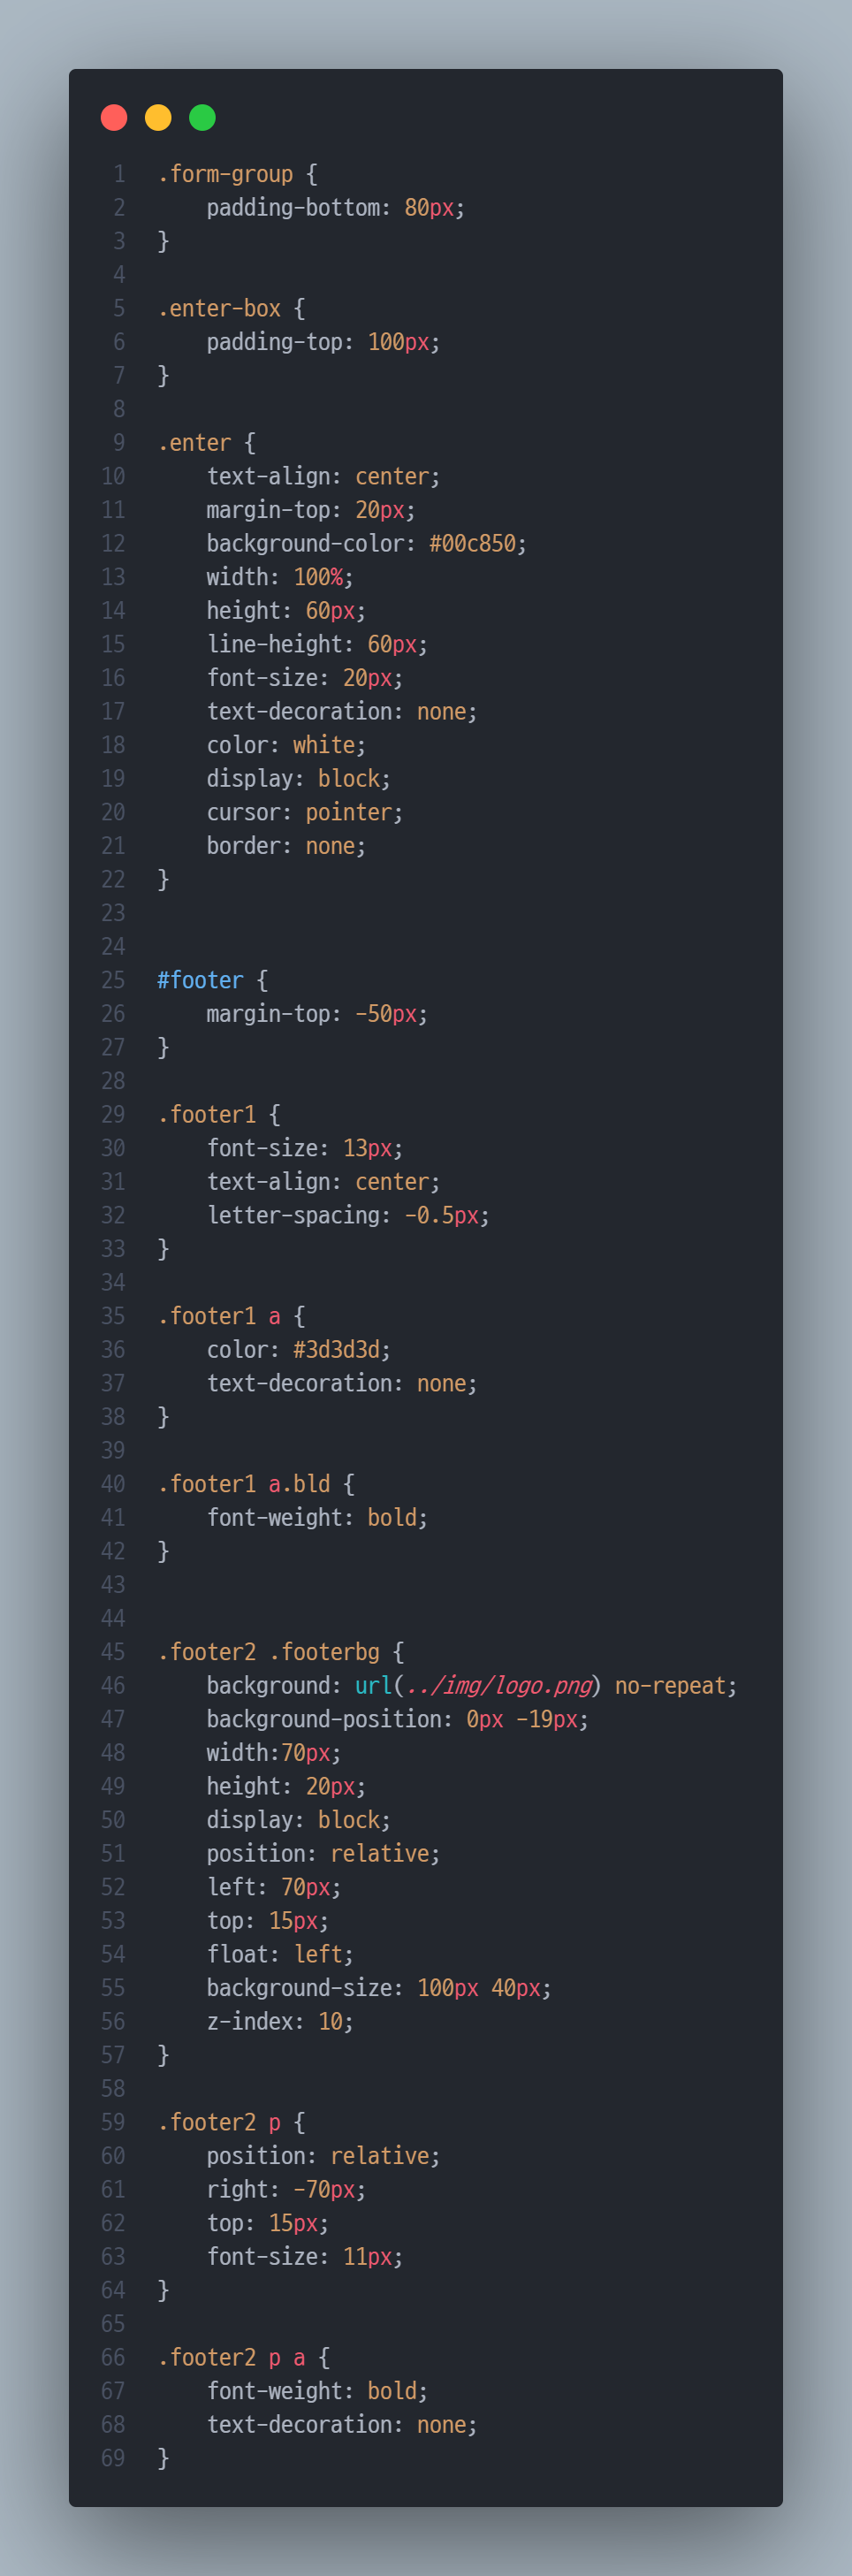 1 .form-group {
2     padding-bottom: 80px;
3 }
4
5 .enter-box {
6     padding-top: 100px;
7 }
8
9 .enter {
10     text-align: center;
11     margin-top: 20px;
12     background-color: #00c850;
13     width: 100%;
14     height: 60px;
15     line-height: 60px;
16     font-size: 20px;
17     text-decoration: none;
18     color: white;
19     display: block;
20     cursor: pointer;
21     border: none;
22 }
23
24
25 #footer {
26     margin-top: -50px;
27 }
28
29 .footer1 {
30     font-size: 13px;
31     text-align: center;
32     letter-spacing: -0.5px;
33 }
34
35 .footer1 a {
36     color: #3d3d3d;
37     text-decoration: none;
38 }
39
40 .footer1 a.bld {
41     font-weight: bold;
42 }
43
44
45 .footer2 .footerbg {
46     background: url(../img/logo.png) no-repeat;
47     background-position: 0px -19px;
48     width:70px;
49     height: 20px;
50     display: block;
51     position: relative;
52     left: 70px;
53     top: 15px;
54     float: left;
55     background-size: 100px 40px;
56     z-index: 10;
57 }
58
59 .footer2 p {
60     position: relative;
61     right: -70px;
62     top: 15px;
63     font-size: 11px;
64 }
65
66 .footer2 p a {
67     font-weight: bold;
68     text-decoration: none;
69 }